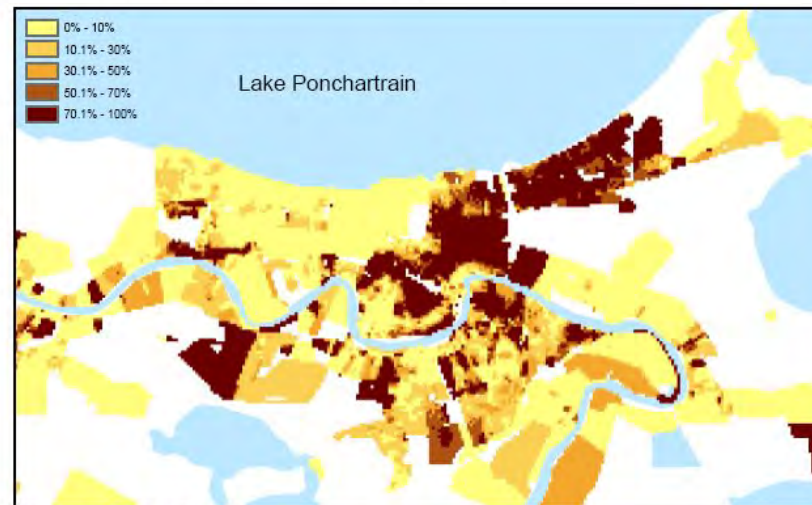 0% - 10%
10.1% - 30%
30.1% - 50%
50.1% - 70%
70.1% - 100%
Lake Ponchartrain